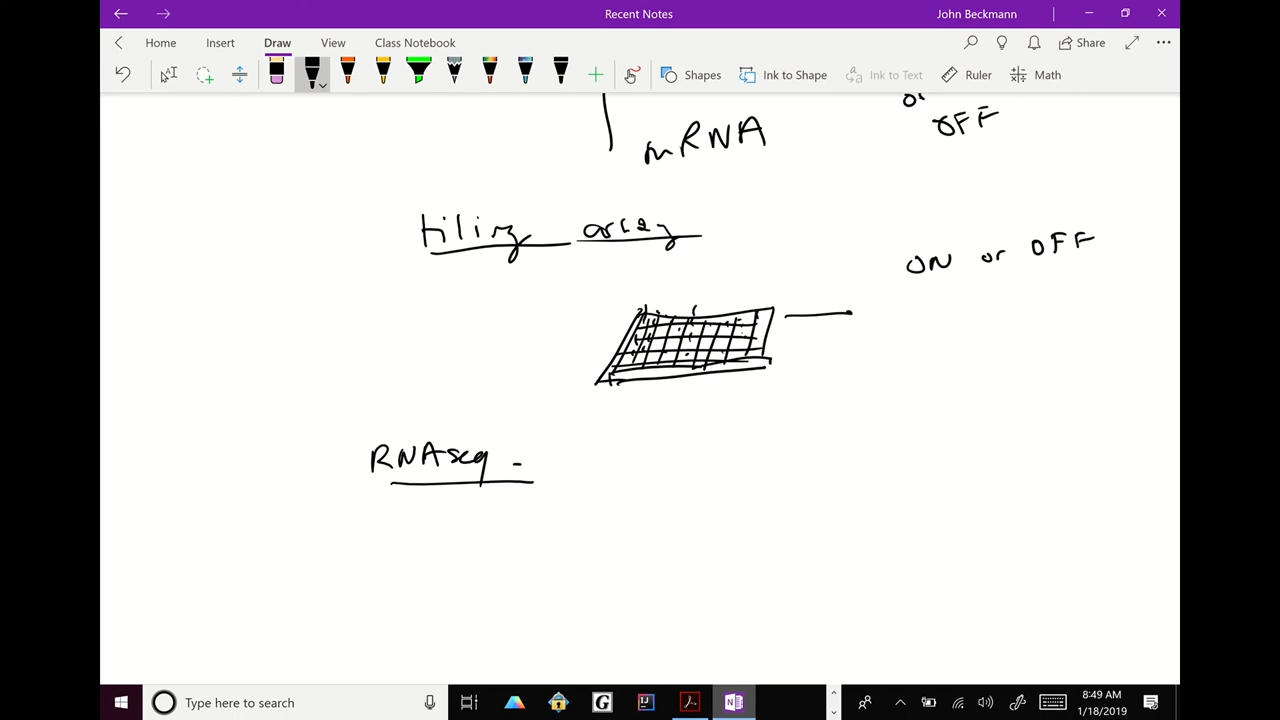 Recent Notes
John Beckmann
Home Insert Draw View Class Notebook
Share
Shapes Ink to Shape Ink to Text Ruler Math
or
OFF
mRNA
tiling array
ON or OFF
RNAseq -
Type here to search
8:49 AM
1/18/2019